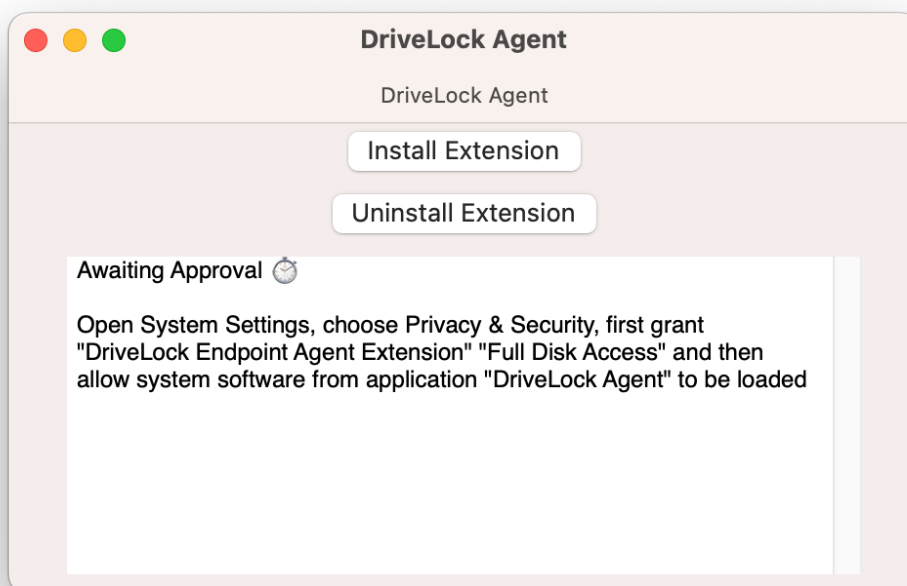 DriveLock Agent
DriveLock Agent
Install Extension
Uninstall Extension
Awaiting Approval ⏱️
Open System Settings, choose Privacy & Security, first grant
"DriveLock Endpoint Agent Extension" "Full Disk Access" and then
allow system software from application "DriveLock Agent" to be loaded